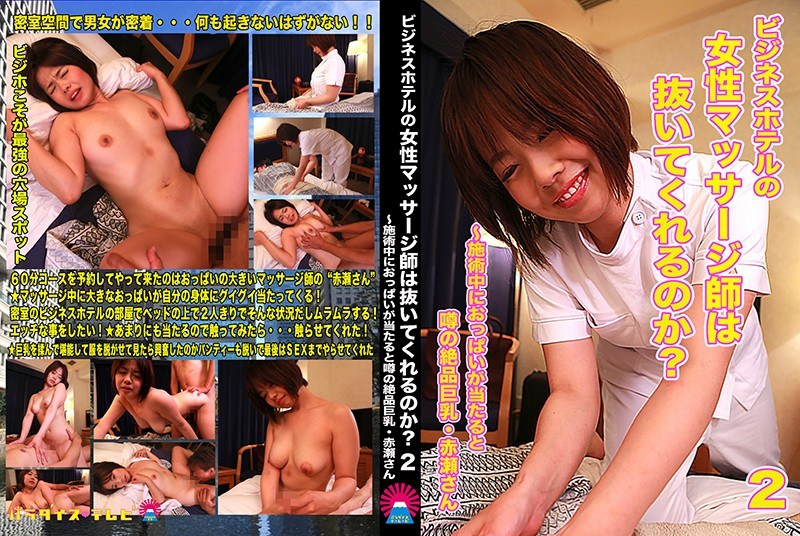 密室空間で男女が密着・・・何も起きないはずがない！！
ビジホこそが最強の穴場スポット
６０分コースを予約してやって来たのはおっぱいの大きいマッサージ師の“赤瀬さん”
★マッサージ中に大きなおっぱいが自分の身体にグイグイ当たってくる！
密室のビジネスホテルの部屋でベッドの上で２人きりでそんな状況だしムラムラする！
エッチな事をしたい！★あまりにも当たるので触ってみたら・・・触らせてくれた！
★巨乳を揉んで堪能して服を脱がせて見たら興奮したのかパンティーも脱いで最後はＳＥＸまでやらせてくれた
パラダイステレビ
ビジネスホテルの女性マッサージ師は抜いてくれるのか？２
～施術中におっぱいが当たると噂の絶品巨乳・赤瀬さん
ビジネスホテルの
女性マッサージ師は
抜いてくれるのか？
～施術中におっぱいが当たると
噂の絶品巨乳・赤瀬さん
2